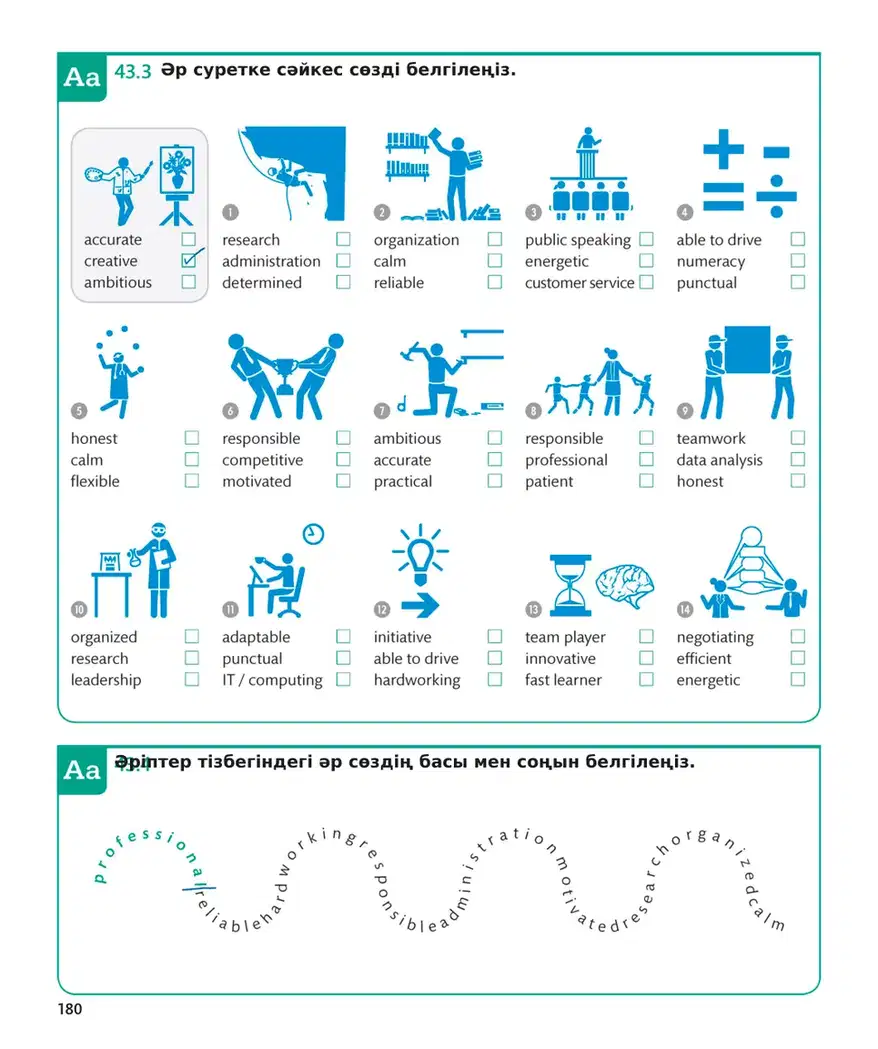 Aa 43.3 Әр суретке сәйкес сөзді белгілеңіз.
accurate
creative
ambitious
1
research
administration
determined
2
organization
calm
reliable
3
public speaking
energetic
customer service
4
able to drive
numeracy
punctual
5
honest
calm
flexible
6
responsible
competitive
motivated
7
ambitious
accurate
practical
8
responsible
professional
patient
9
teamwork
data analysis
honest
10
organized
research
leadership
11
adaptable
punctual
IT / computing
12
initiative
able to drive
hardworking
13
team player
innovative
fast learner
14
negotiating
efficient
energetic
Aa Әріптер тізбегіндегі әр сөздің басы мен соңын белгілеңіз.
professionalreliablehardworkingresponsibleadministrationmotivatedresearchorganizedcalm
180